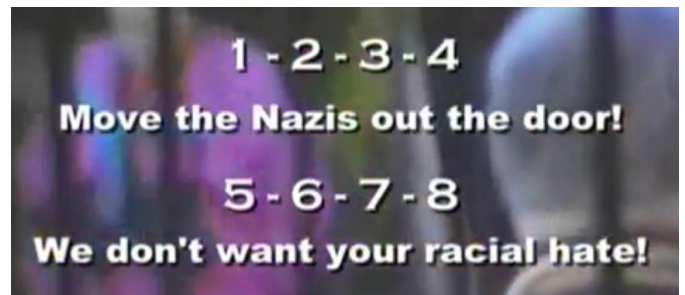 1 - 2 - 3 - 4
Move the Nazis out the door!
5 - 6 - 7 - 8
We don't want your racial hate!